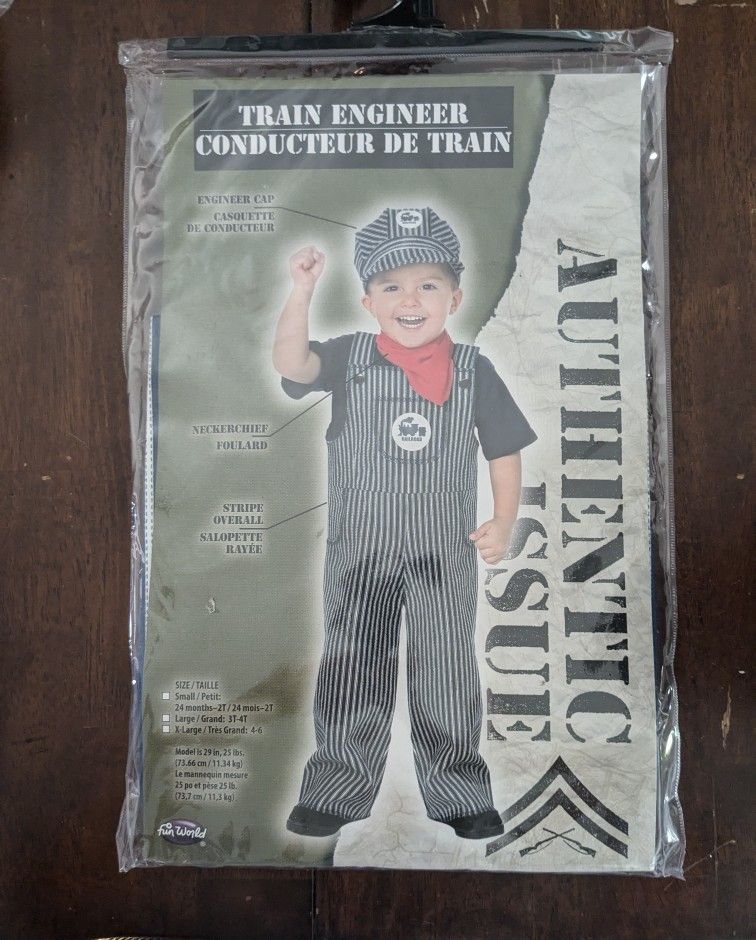 TRAIN ENGINEER
CONDUCTEUR DE TRAIN
ENGINEER CAP
CASQUETTE
DE CONDUCTEUR
NECKERCHIEF
FOULARD
RAILROAD
STRIPE
OVERALL
SALOPETTE
RAYÉE
AUTHENTIC
ISSUE
SIZE / TAILLE
Small / Petit:
24 months–2T / 24 mois–2T
Large / Grand: 3T-4T
X-Large / Très Grand: 4-6
Model is 29 in, 25 lbs.
(73.66 cm / 11.34 kg)
Le mannequin mesure
25 po et pèse 25 lb.
(73,7 cm / 11,3 kg)
fun World